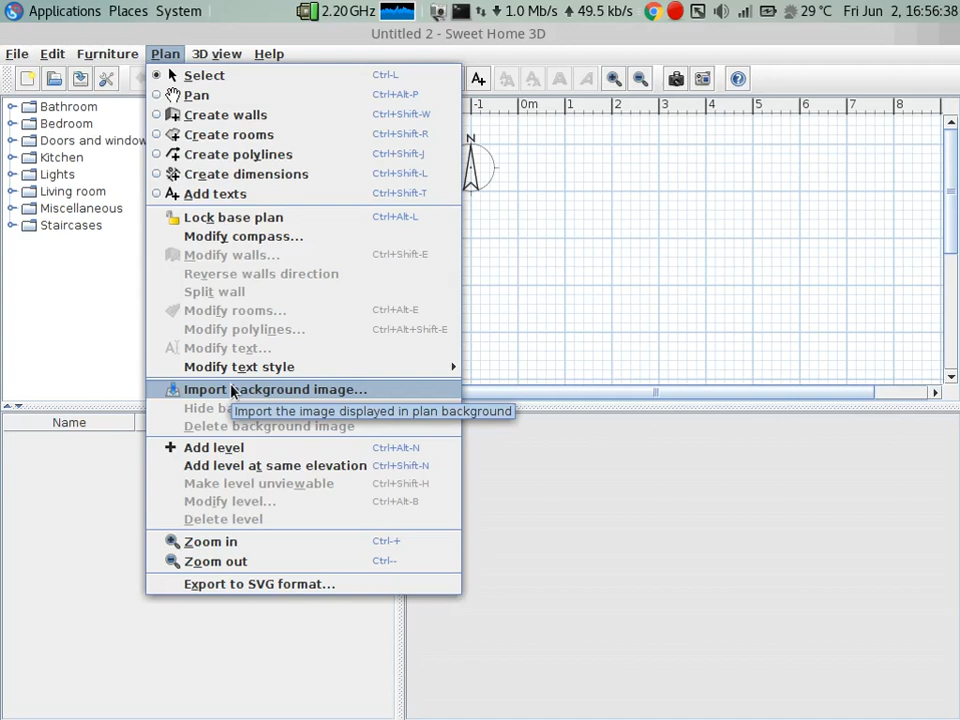 Applications Places System 2.20 GHz 1.0 Mb/s 49.5 kb/s 29 °C Fri Jun 2, 16:56:38
Untitled 2 - Sweet Home 3D
File Edit Furniture Plan 3D view Help
Select Ctrl-L
Pan Ctrl+Alt-P
Create walls Ctrl+Shift-W
Create rooms Ctrl+Shift-R
Create polylines Ctrl+Shift-J
Create dimensions Ctrl+Shift-L
Add texts Ctrl+Shift-T
Lock base plan Ctrl+Alt-L
Modify compass...
Modify walls... Ctrl+Shift-E
Reverse walls direction
Split wall
Modify rooms... Ctrl+Alt-E
Modify polylines... Ctrl+Alt+Shift-E
Modify text...
Modify text style
Import background image...
Hide ba
Import the image displayed in plan background
Delete background image
Add level Ctrl+Alt-N
Add level at same elevation Ctrl+Shift-N
Make level unviewable Ctrl+Shift-H
Modify level... Ctrl+Alt-B
Delete level
Zoom in Ctrl-+
Zoom out Ctrl--
Export to SVG format...
Bathroom
Bedroom
Doors and window
Kitchen
Lights
Living room
Miscellaneous
Staircases
-1 0m 1 2 3 4 5 6 7 8
N
Name